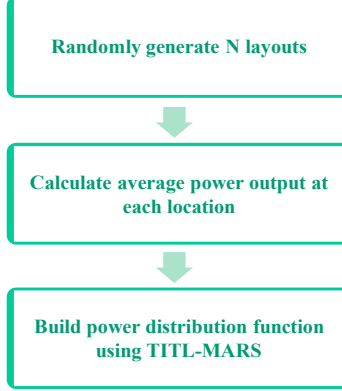 Randomly generate N layouts
Calculate average power output at
each location
Build power distribution function
using TITL-MARS